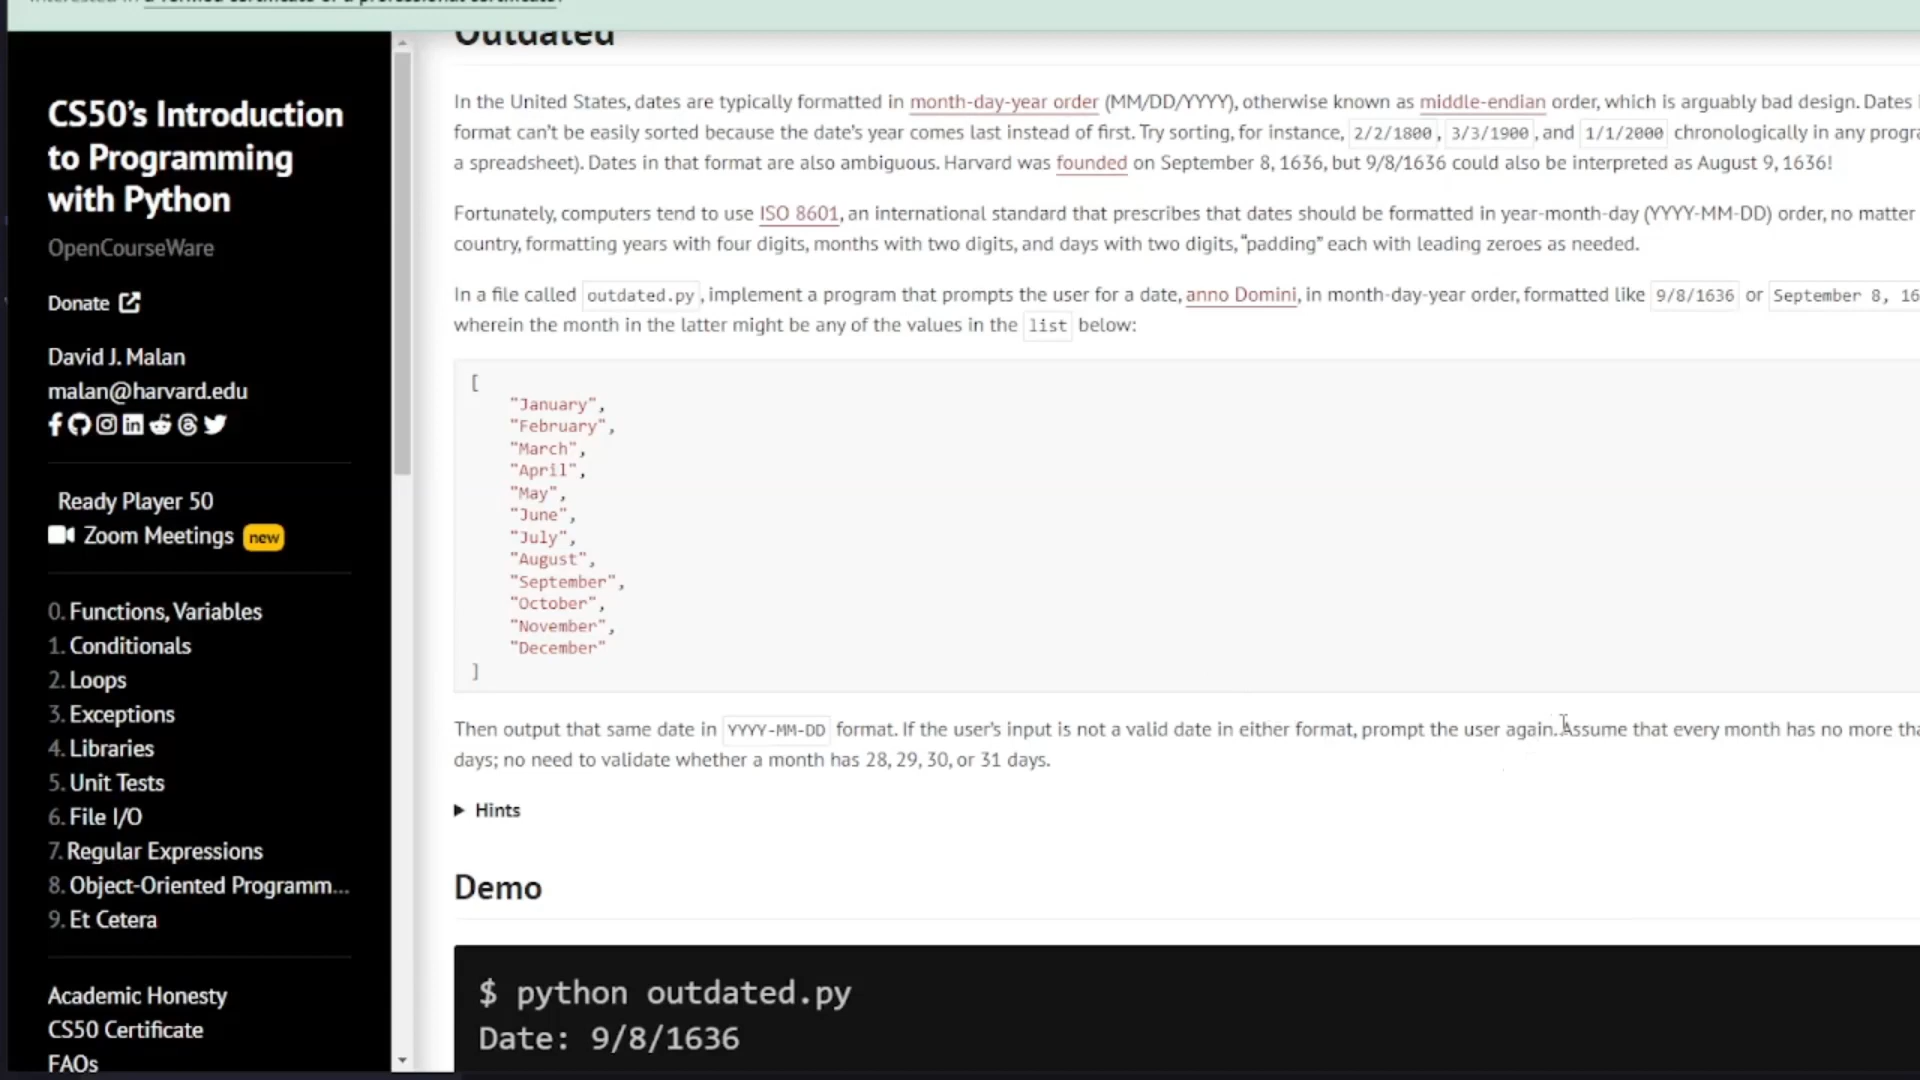 interested in a verified certificate or a professional certificate?
Outdated
CS50's Introduction
to Programming
with Python
OpenCourseWare
Donate
David J. Malan
malan@harvard.edu
Ready Player 50
Zoom Meetings new
0. Functions, Variables
1. Conditionals
2. Loops
3. Exceptions
4. Libraries
5. Unit Tests
6. File I/O
7. Regular Expressions
8. Object-Oriented Programm...
9. Et Cetera
Academic Honesty
CS50 Certificate
FAQs
In the United States, dates are typically formatted in month-day-year order (MM/DD/YYYY), otherwise known as middle-endian order, which is arguably bad design. Dates
format can't be easily sorted because the date's year comes last instead of first. Try sorting, for instance, 2/2/1800, 3/3/1900, and 1/1/2000 chronologically in any
a spreadsheet). Dates in that format are also ambiguous. Harvard was founded on September 8, 1636, but 9/8/1636 could also be interpreted as August 9, 1636!
Fortunately, computers tend to use ISO 8601, an international standard that prescribes that dates should be formatted in year-month-day (YYYY-MM-DD) order, no matter
country, formatting years with four digits, months with two digits, and days with two digits, “padding” each with leading zeroes as needed.
In a file called outdated.py, implement a program that prompts the user for a date, anno Domini, in month-day-year order, formatted like 9/8/1636 or September 8, 16
wherein the month in the latter might be any of the values in the list below:
[
"January",
"February",
"March",
"April",
"May",
"June",
"July",
"August",
"September",
"October",
"November",
"December"
]
Then output that same date in YYYY-MM-DD format. If the user's input is not a valid date in either format, prompt the user again. Assume that every month has no more
days; no need to validate whether a month has 28, 29, 30, or 31 days.
Hints
Demo
$ python outdated.py
Date: 9/8/1636